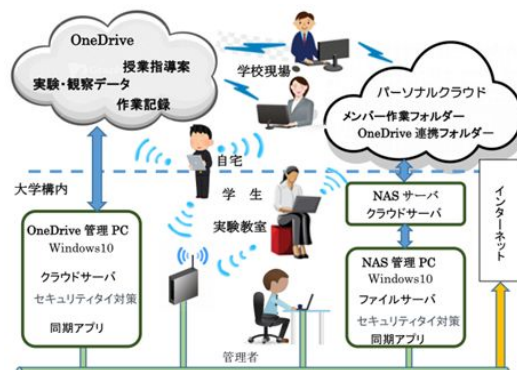 OneDrive
授業指導案
実験・観察データ
作業記録
学校現場
パーソナルクラウド
メンバー作業フォルダー
OneDrive 連携フォルダー
自宅
大学構内
学 生
実験教室
NAS サーバ
クラウドサーバ
インターネット
OneDrive 管理 PC
Windows10
クラウドサーバ
セキュリティタイ対策
同期アプリ
NAS 管理 PC
Windows10
ファイルサーバ
セキュリティタイ対策
同期アプリ
管理者